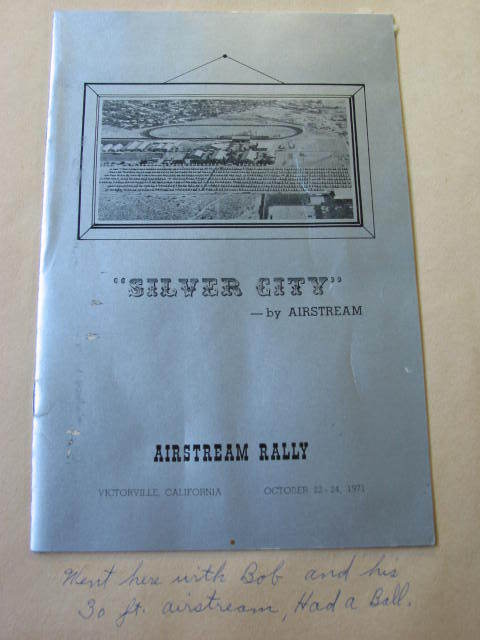 "SILVER CITY"
— by AIRSTREAM
AIRSTREAM RALLY
VICTORVILLE, CALIFORNIA OCTOBER 22-24, 1971
Went here with Bob and his
30 ft. airstream, Had a Ball.